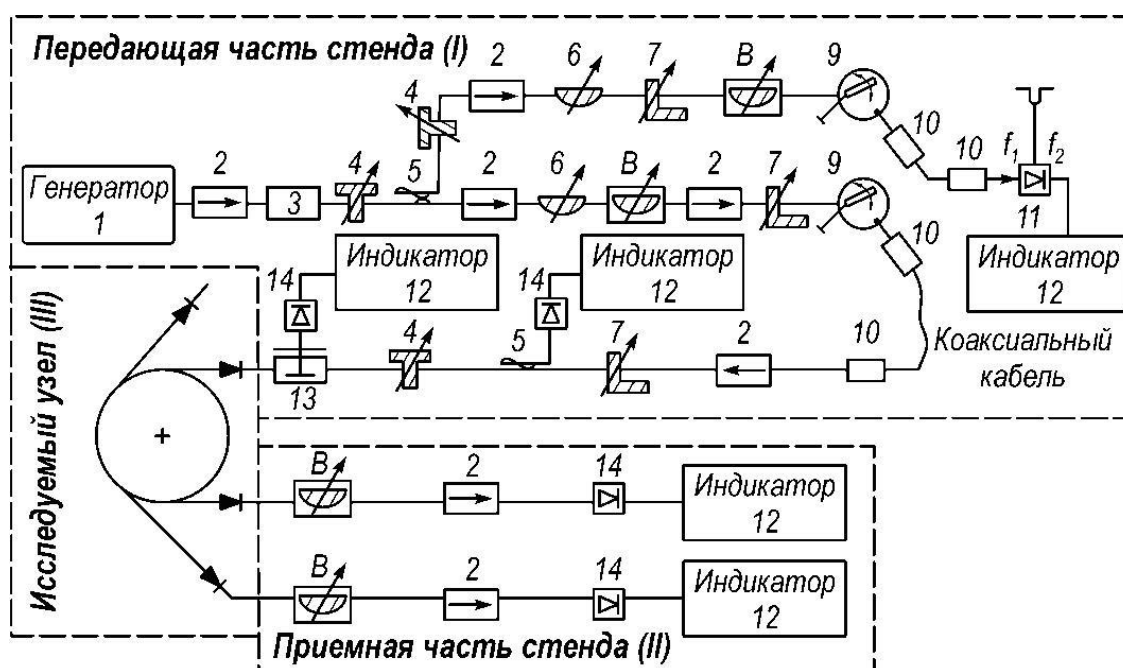 Передающая часть стенда (I)
2 6 7 В 9
4
10
10 f₁ f₂
Генератор
1
2 3 4 5 2 6 В 2 7 9
11
10
Индикатор
12
Индикатор
12
Индикатор
12
14
14
4
5
7
2
10
Коаксиальный
кабель
13
+
Исследуемый узел (III)
В 2 14
Индикатор
12
В 2 14
Индикатор
12
Приемная часть стенда (II)